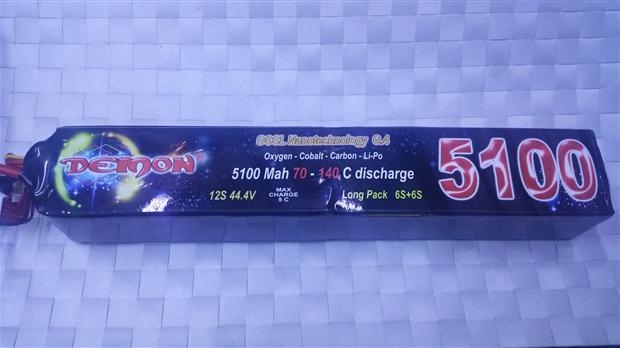 DEMON®
OCCL Nanotechnology G.4
Oxygen - Cobalt - Carbon - Li-Po
5100 Mah 70 - 140 C discharge
12S 44.4V
MAX
CHARGE
5 C
Long Pack 6S+6S
5100